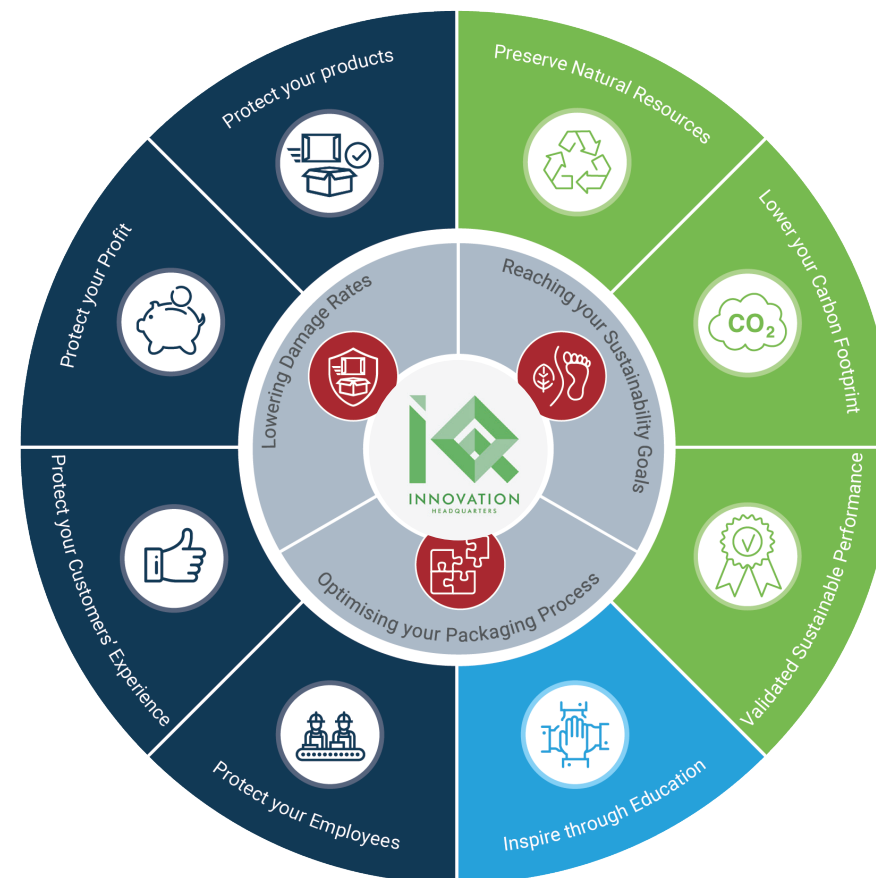 Protect your products
Preserve Natural Resources
Lower your Carbon Footprint
CO2
Validated Sustainable Performance
Inspire through Education
Protect your Employees
Protect your Customers' Experience
Protect your Profit
Lowering Damage Rates
Reaching your Sustainability Goals
Optimising your Packaging Process
iQ
INNOVATION
HEADQUARTERS